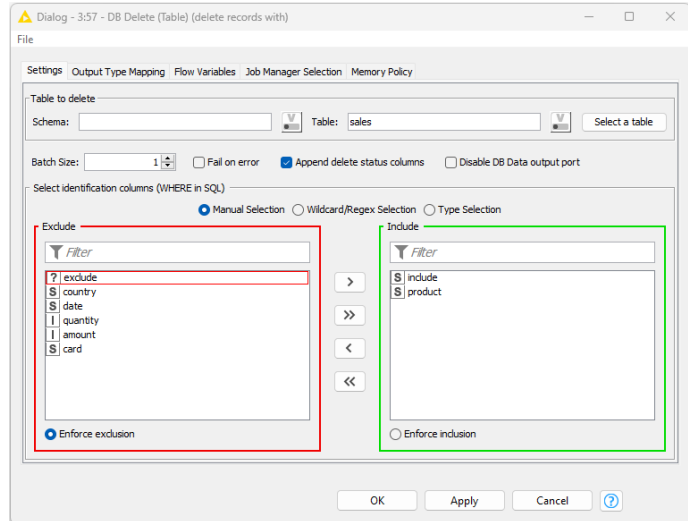 Dialog - 3:57 - DB Delete (Table) (delete records with)
File
Settings Output Type Mapping Flow Variables Job Manager Selection Memory Policy
Table to delete
Schema: V Table: sales V Select a table
Batch Size: 1 Fail on error Append delete status columns Disable DB Data output port
Select identification columns (WHERE in SQL)
Manual Selection Wildcard/Regex Selection Type Selection
Exclude
Filter
? exclude
S country
S date
I quantity
I amount
S card
Enforce exclusion
>
>>
<
<<
Include
Filter
S include
S product
Enforce inclusion
OK Apply Cancel ?